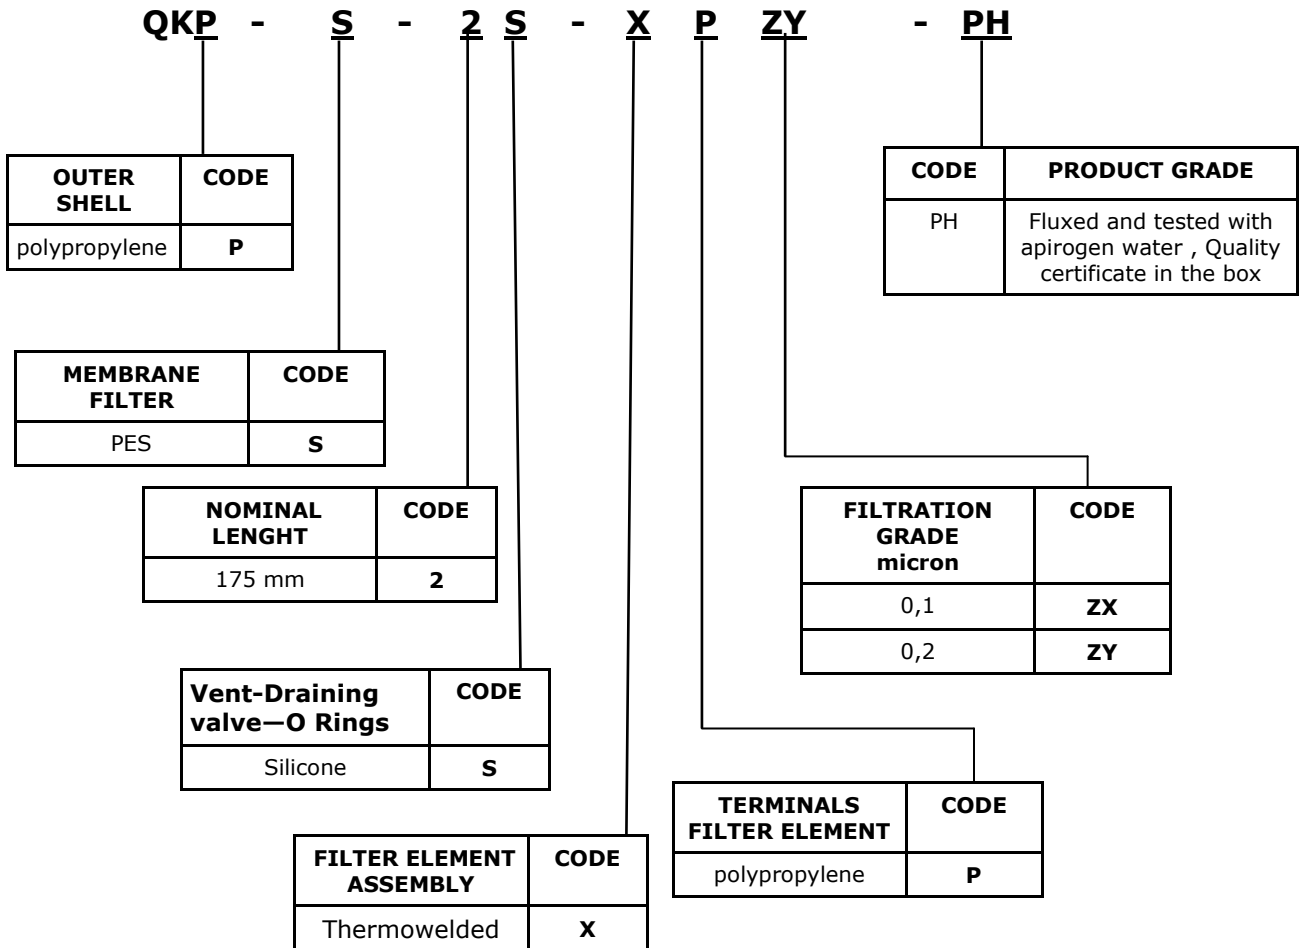 QKP - S - 2 S - X P ZY - PH
OUTER
SHELL
CODE
polypropylene
P
CODE
PRODUCT GRADE
PH
Fluxed and tested with
apirogen water , Quality
certificate in the box
MEMBRANE
FILTER
CODE
PES
S
NOMINAL
LENGHT
CODE
175 mm
2
FILTRATION
GRADE
micron
CODE
0,1
ZX
0,2
ZY
Vent-Draining
valve—O Rings
CODE
Silicone
S
TERMINALS
FILTER ELEMENT
CODE
polypropylene
P
FILTER ELEMENT
ASSEMBLY
CODE
Thermowelded
X